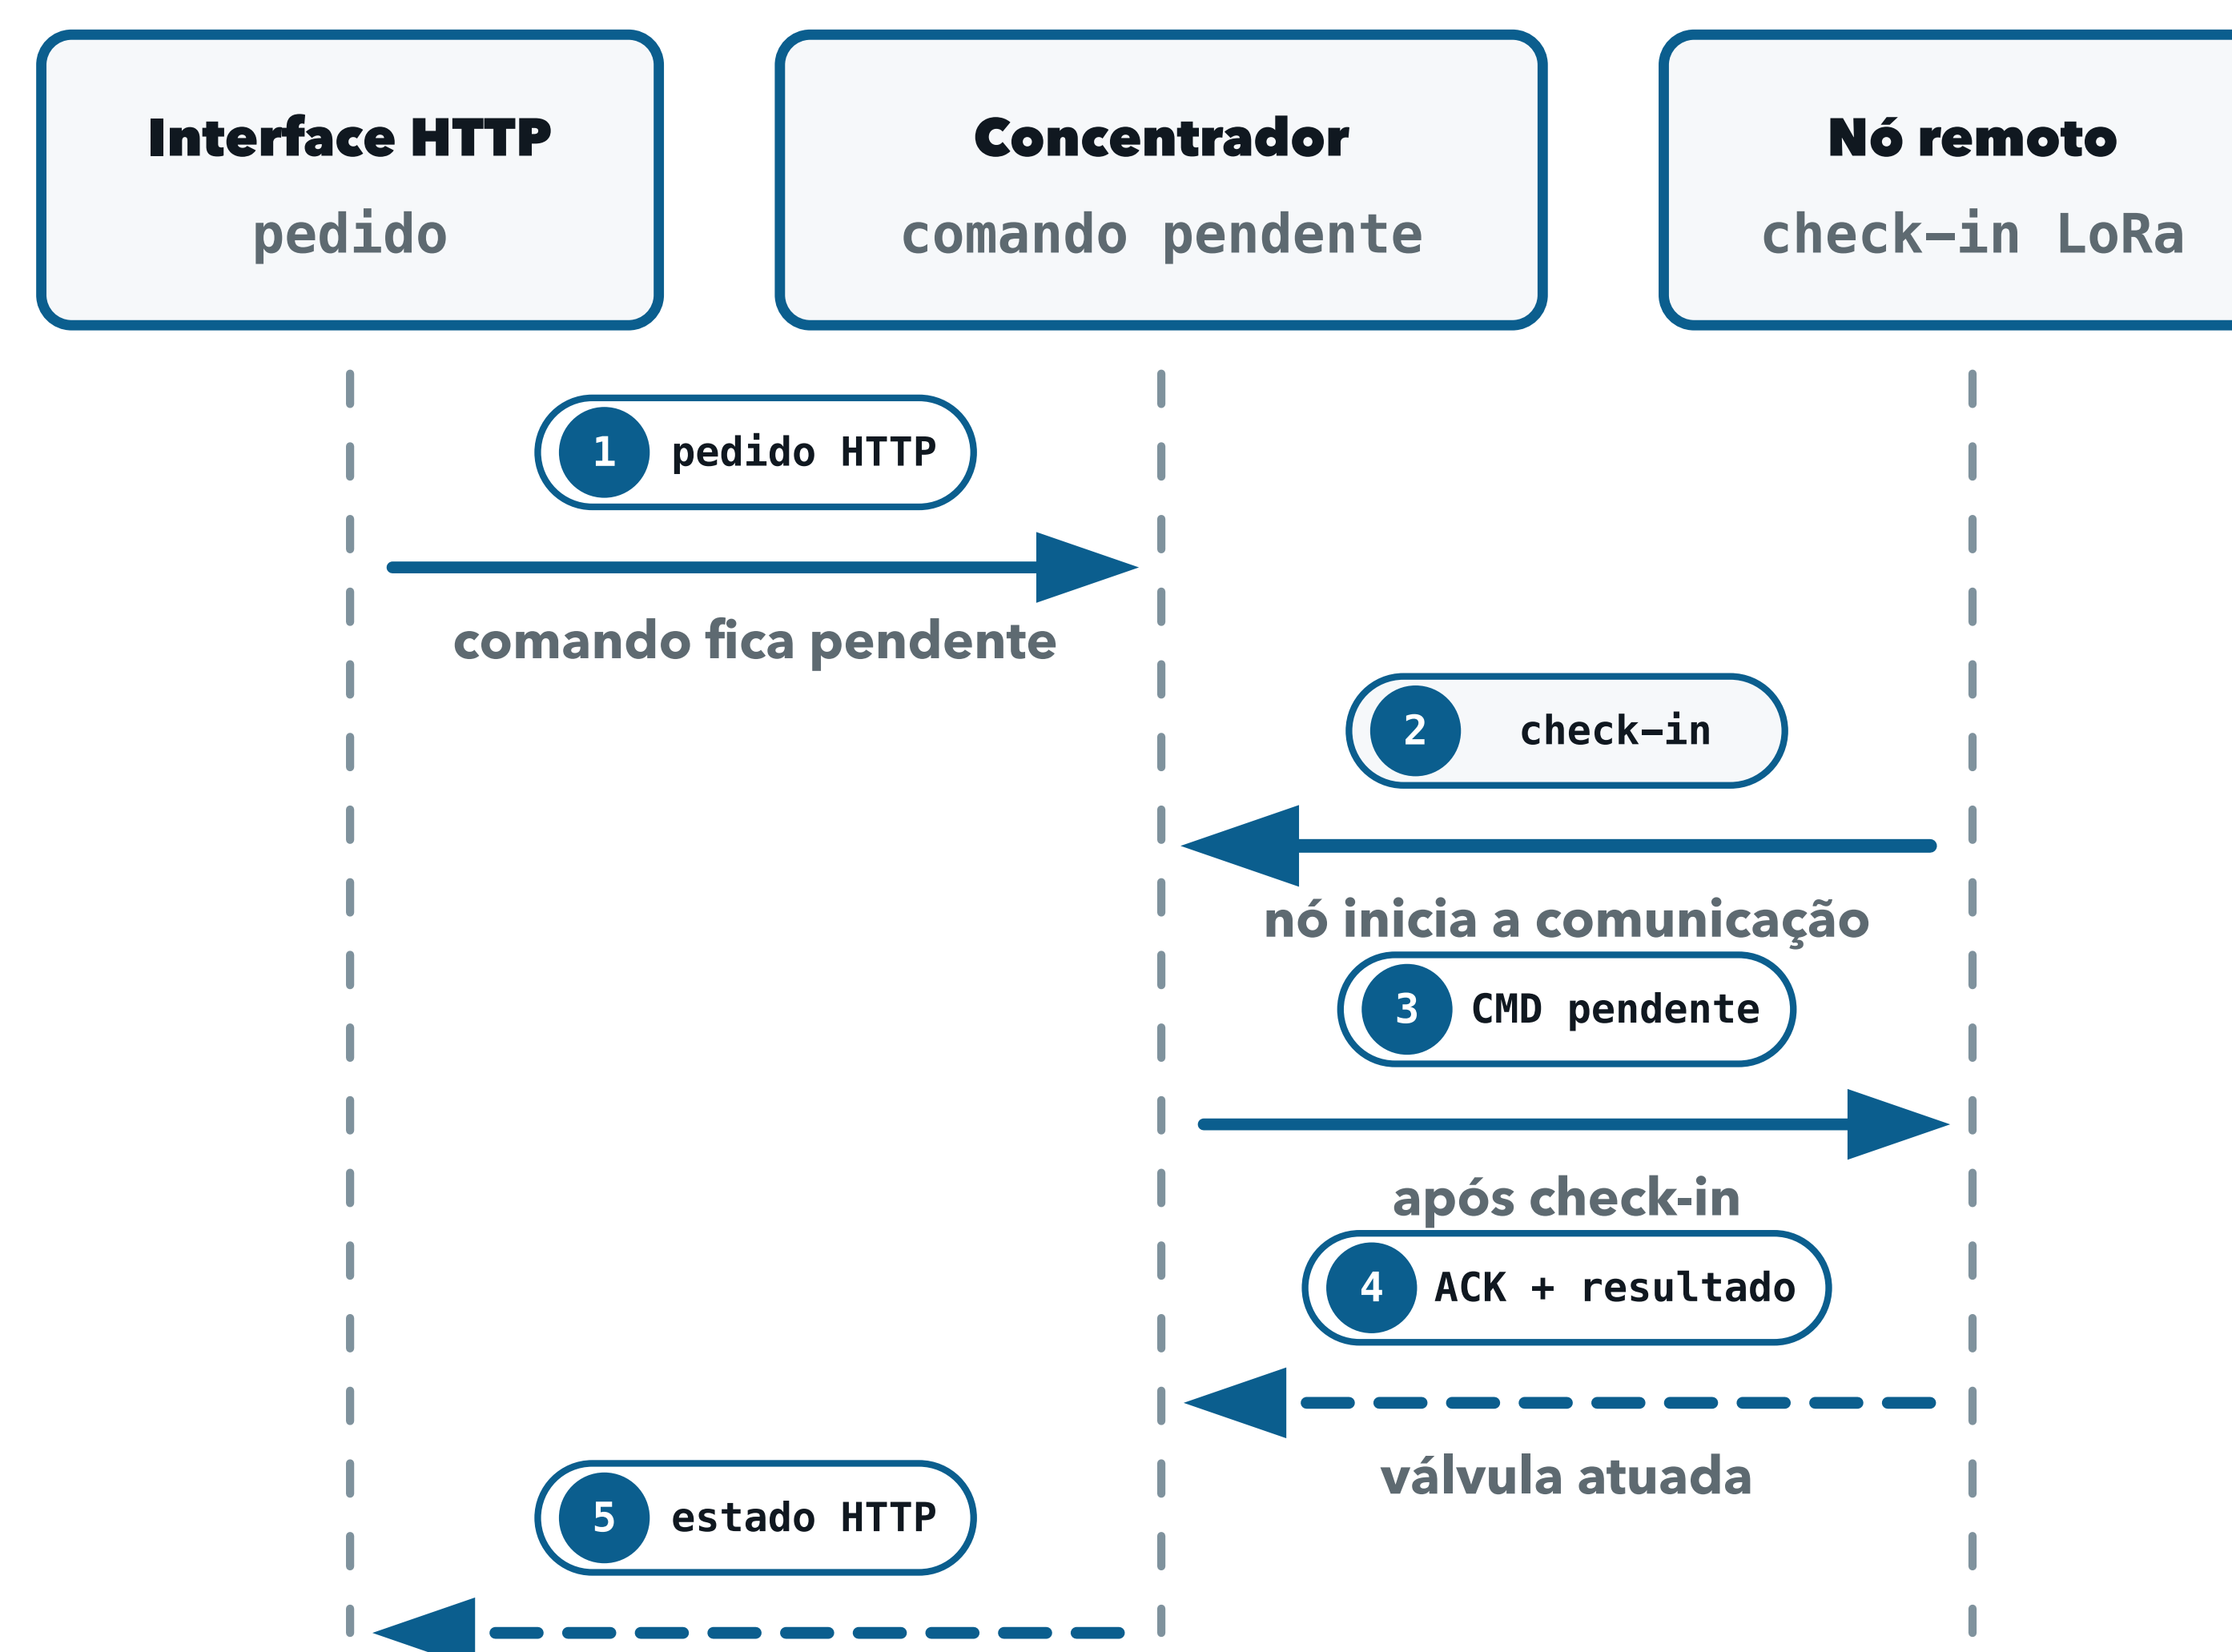 Interface HTTP
pedido
Concentrador
comando pendente
Nó remoto
check-in LoRa
1 pedido HTTP
comando fica pendente
2 check-in
nó inicia a comunicação
3 CMD pendente
após check-in
4 ACK + resultado
válvula atuada
5 estado HTTP